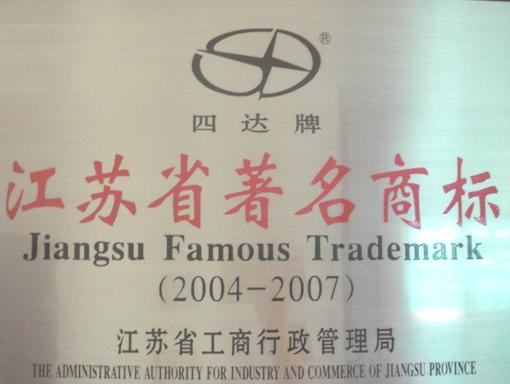 ®
四达牌
江苏省著名商标
Jiangsu Famous Trademark
(2004-2007)
江苏省工商行政管理局
THE ADMINISTRATIVE AUTHORITY FOR INDUSTRY AND COMMERCE OF JIANGSU PROVINCE